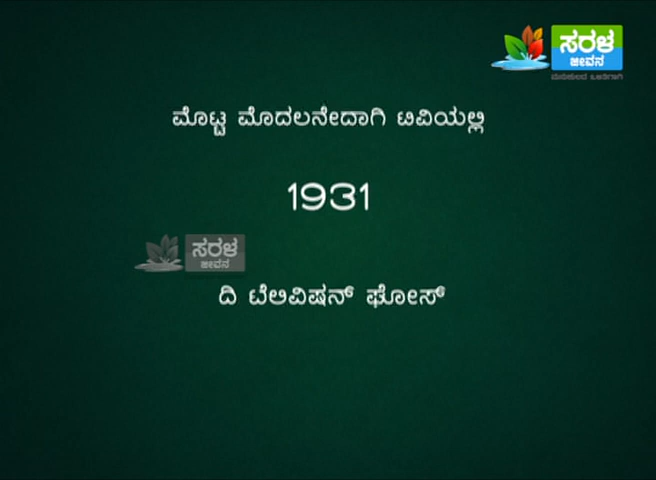 ಸರಳ
ಜೀವನ
ಮೊಟ್ಟ ಮೊದಲನೇದಾಗಿ ಟಿವಿಯಲ್ಲಿ
1931
ಸರಳ
ಜೀವನ
ದಿ ಟೆಲಿವಿಷನ್ ಘೋಸ್ಟ್